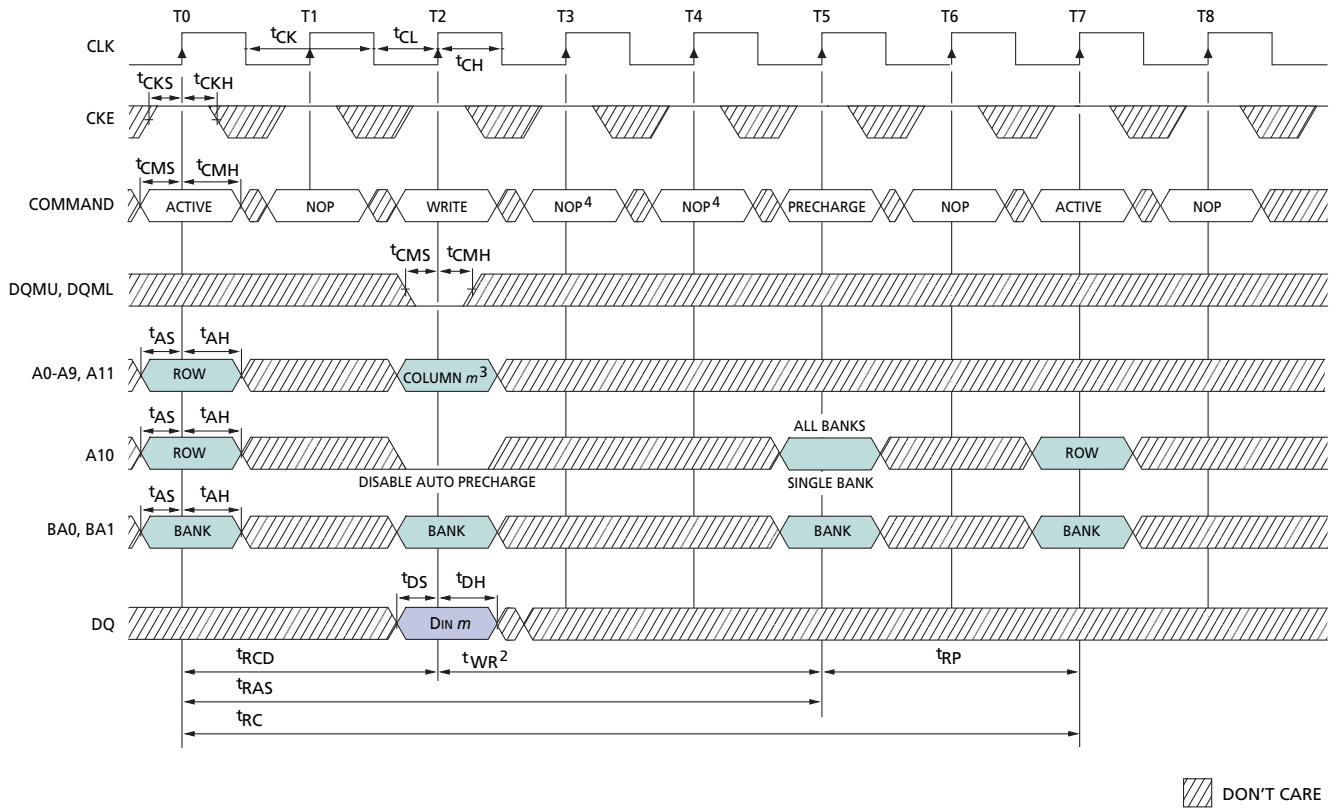 T0 T1 T2 T3 T4 T5 T6 T7 T8
CLK tCK tCL
tCH
tCKS tCKH
CKE
tCMS tCMH
COMMAND ACTIVE NOP WRITE NOP4 NOP4 PRECHARGE NOP ACTIVE NOP
tCMS tCMH
DQMU, DQML
tAS tAH
A0-A9, A11 ROW COLUMN m3
tAS tAH ALL BANKS
A10 ROW ROW
DISABLE AUTO PRECHARGE SINGLE BANK
tAS tAH
BA0, BA1 BANK BANK BANK BANK
tDS tDH
DQ DIN m
tRCD tWR2 tRP
tRAS
tRC
DON'T CARE